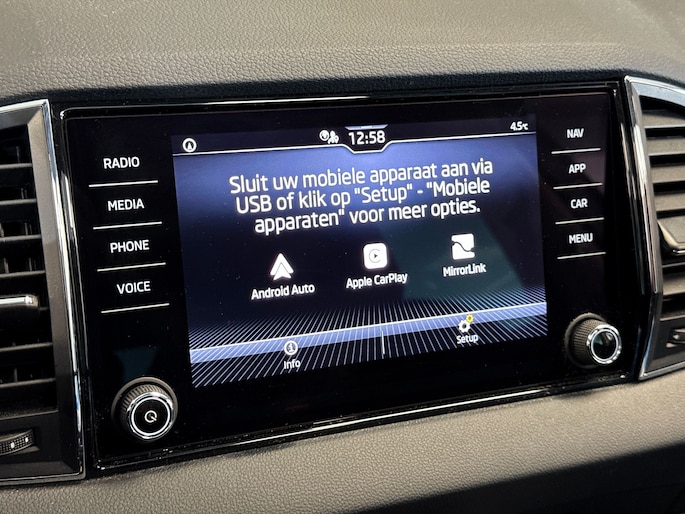 12:58
4.5°C
RADIO
MEDIA
PHONE
VOICE
Sluit uw mobiele apparaat aan via
USB of klik op "Setup" - "Mobiele
apparaten" voor meer opties.
Android Auto
Apple CarPlay
MirrorLink
Info
Setup
NAV
APP
CAR
MENU